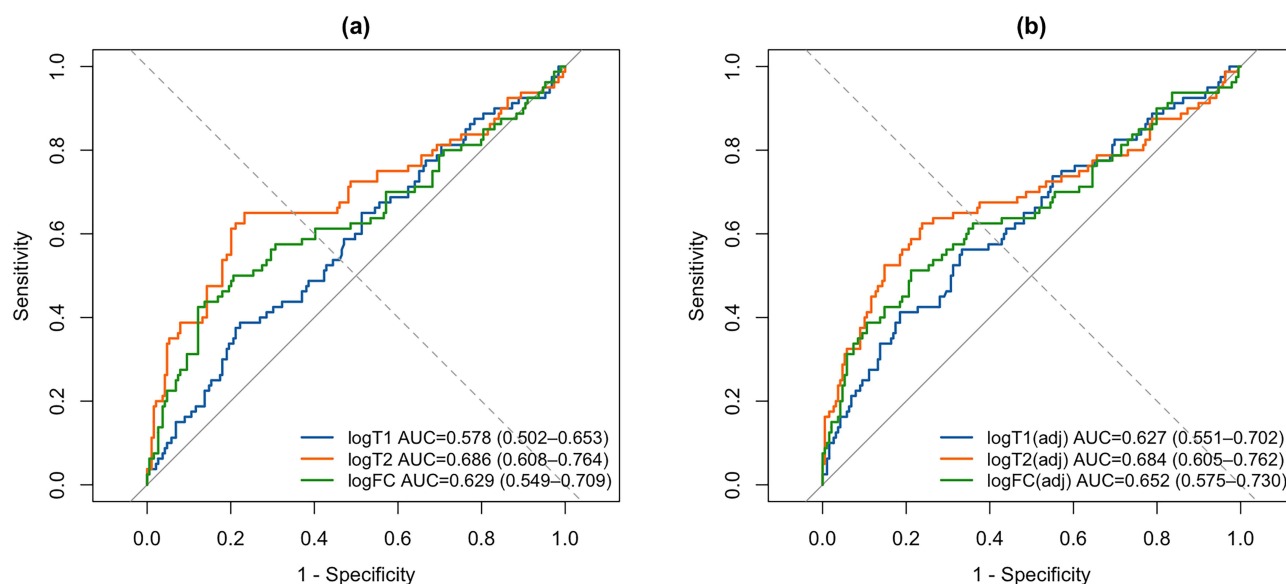 (a)
1.0
0.8
0.6
0.4
0.2
0.0
Sensitivity
logT1 AUC=0.578 (0.502–0.653)
logT2 AUC=0.686 (0.608–0.764)
logFC AUC=0.629 (0.549–0.709)
0.0 0.2 0.4 0.6 0.8 1.0
1 - Specificity
(b)
1.0
0.8
0.6
0.4
0.2
0.0
Sensitivity
logT1(adj) AUC=0.627 (0.551–0.702)
logT2(adj) AUC=0.684 (0.605–0.762)
logFC(adj) AUC=0.652 (0.575–0.730)
0.0 0.2 0.4 0.6 0.8 1.0
1 - Specificity